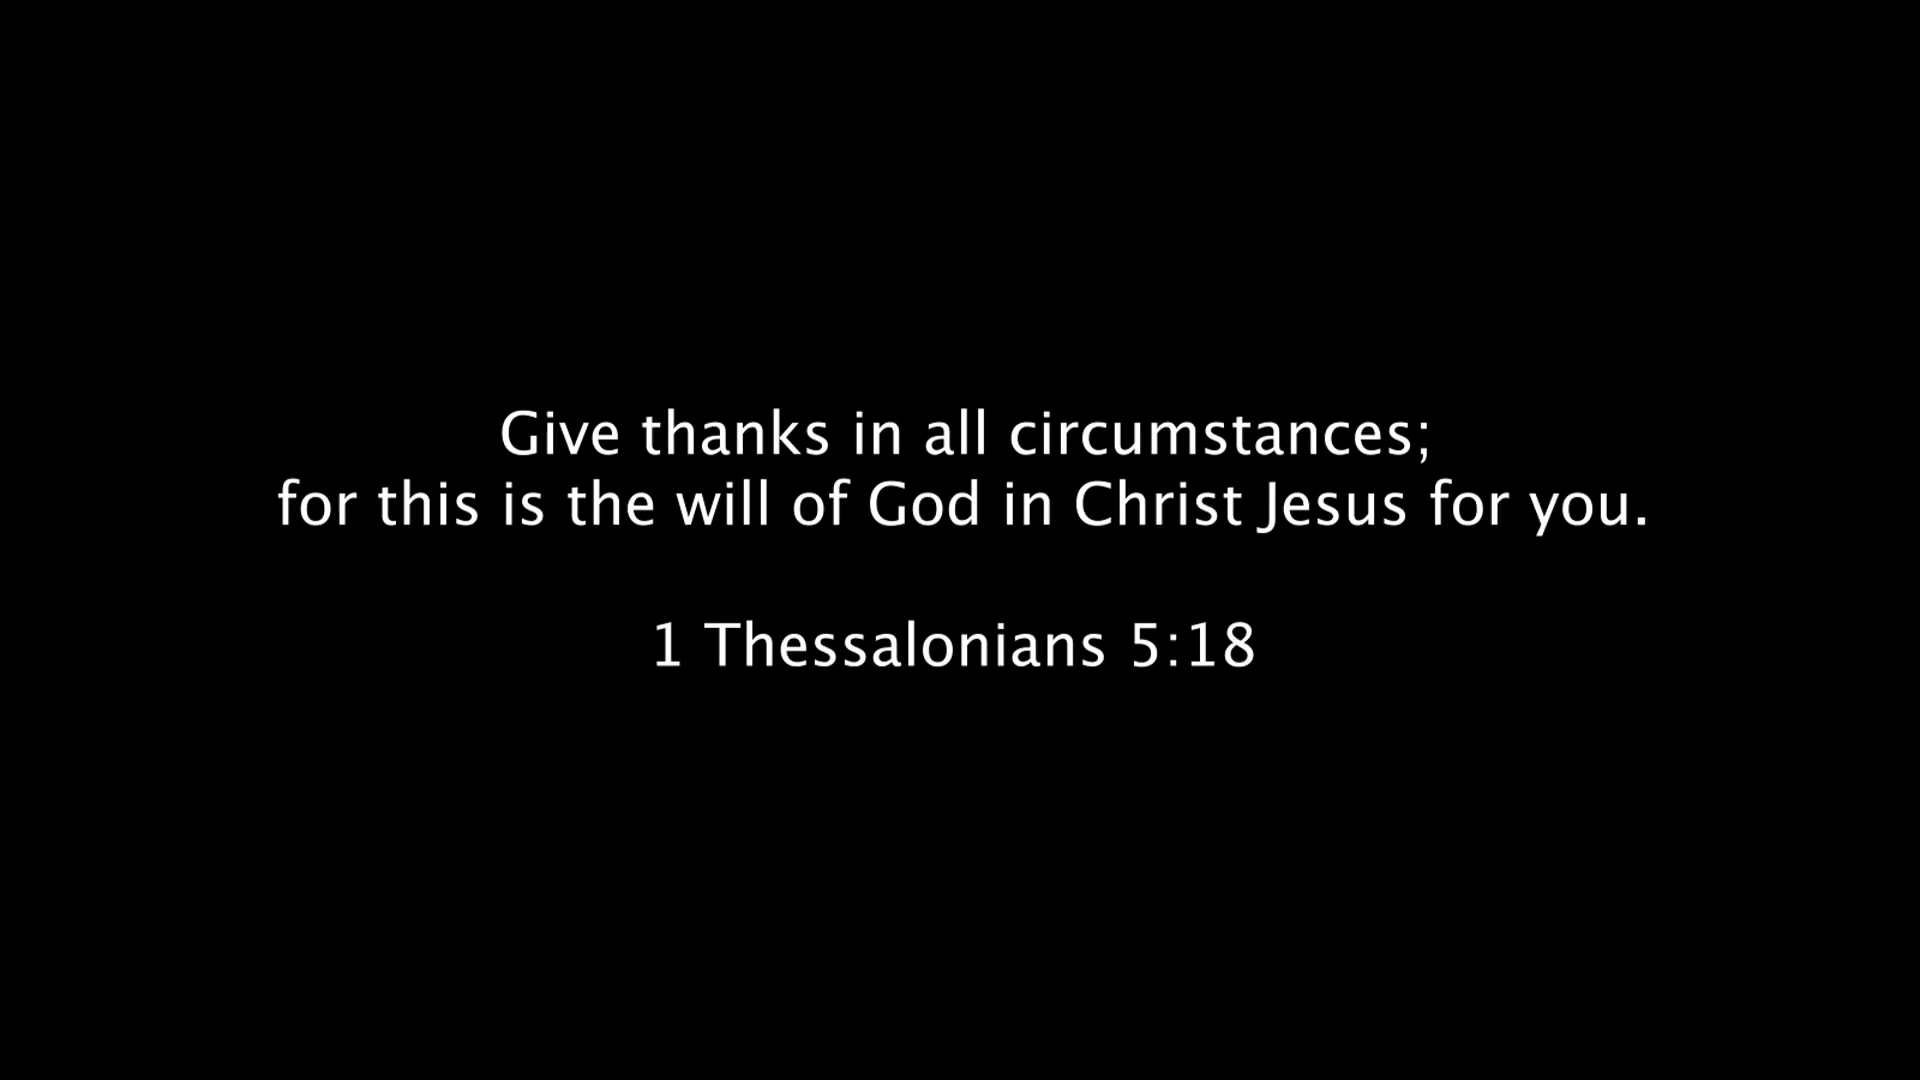 Give thanks in all circumstances;
for this is the will of God in Christ Jesus for you.
1 Thessalonians 5:18